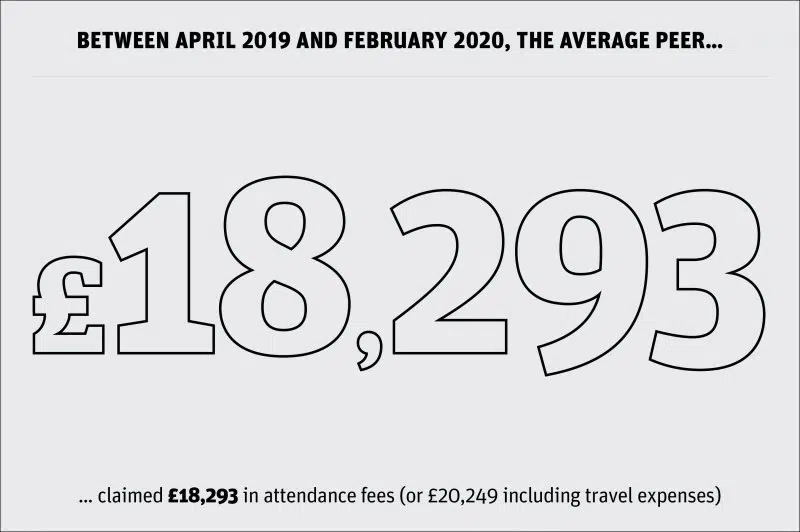 BETWEEN APRIL 2019 AND FEBRUARY 2020, THE AVERAGE PEER...
£18,293
... claimed £18,293 in attendance fees (or £20,249 including travel expenses)